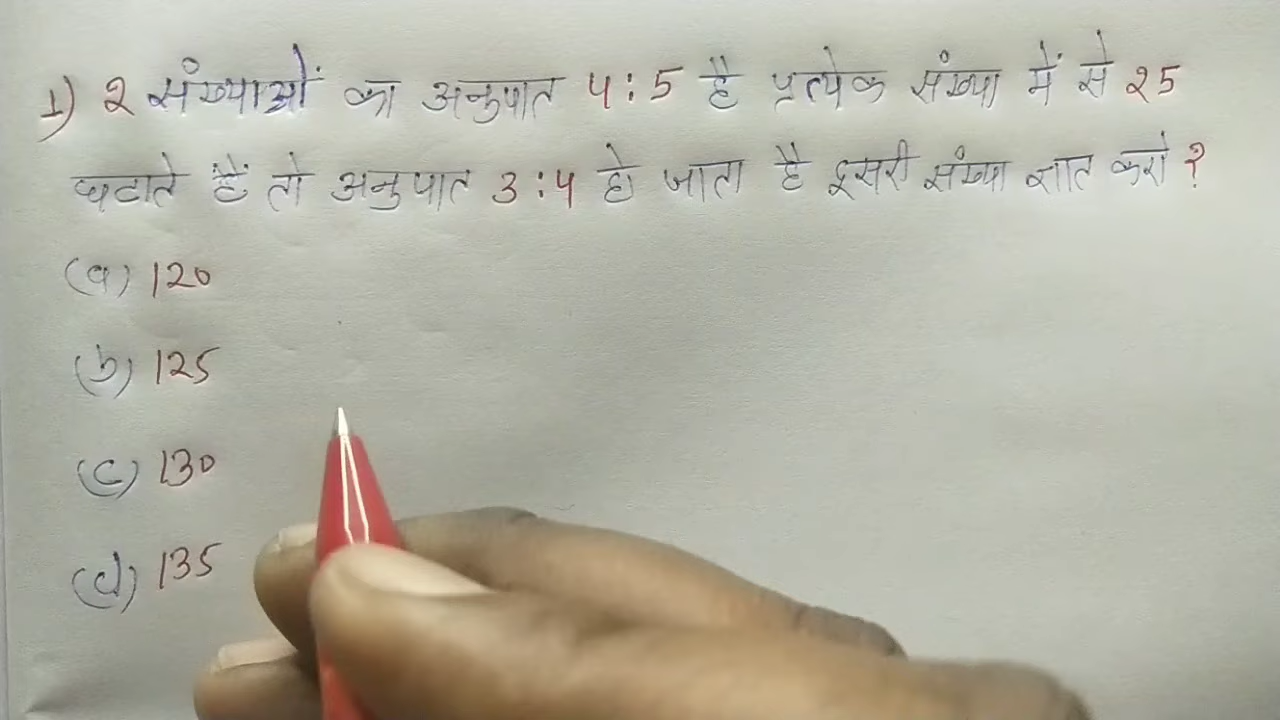 1) 2 संख्याओं का अनुपात 4:5 है प्रत्येक संख्या में से 25
घटाते हैं तो अनुपात 3:4 हो जाता है दूसरी संख्या ज्ञात करो ?
(a) 120
(b) 125
(c) 130
(d) 135